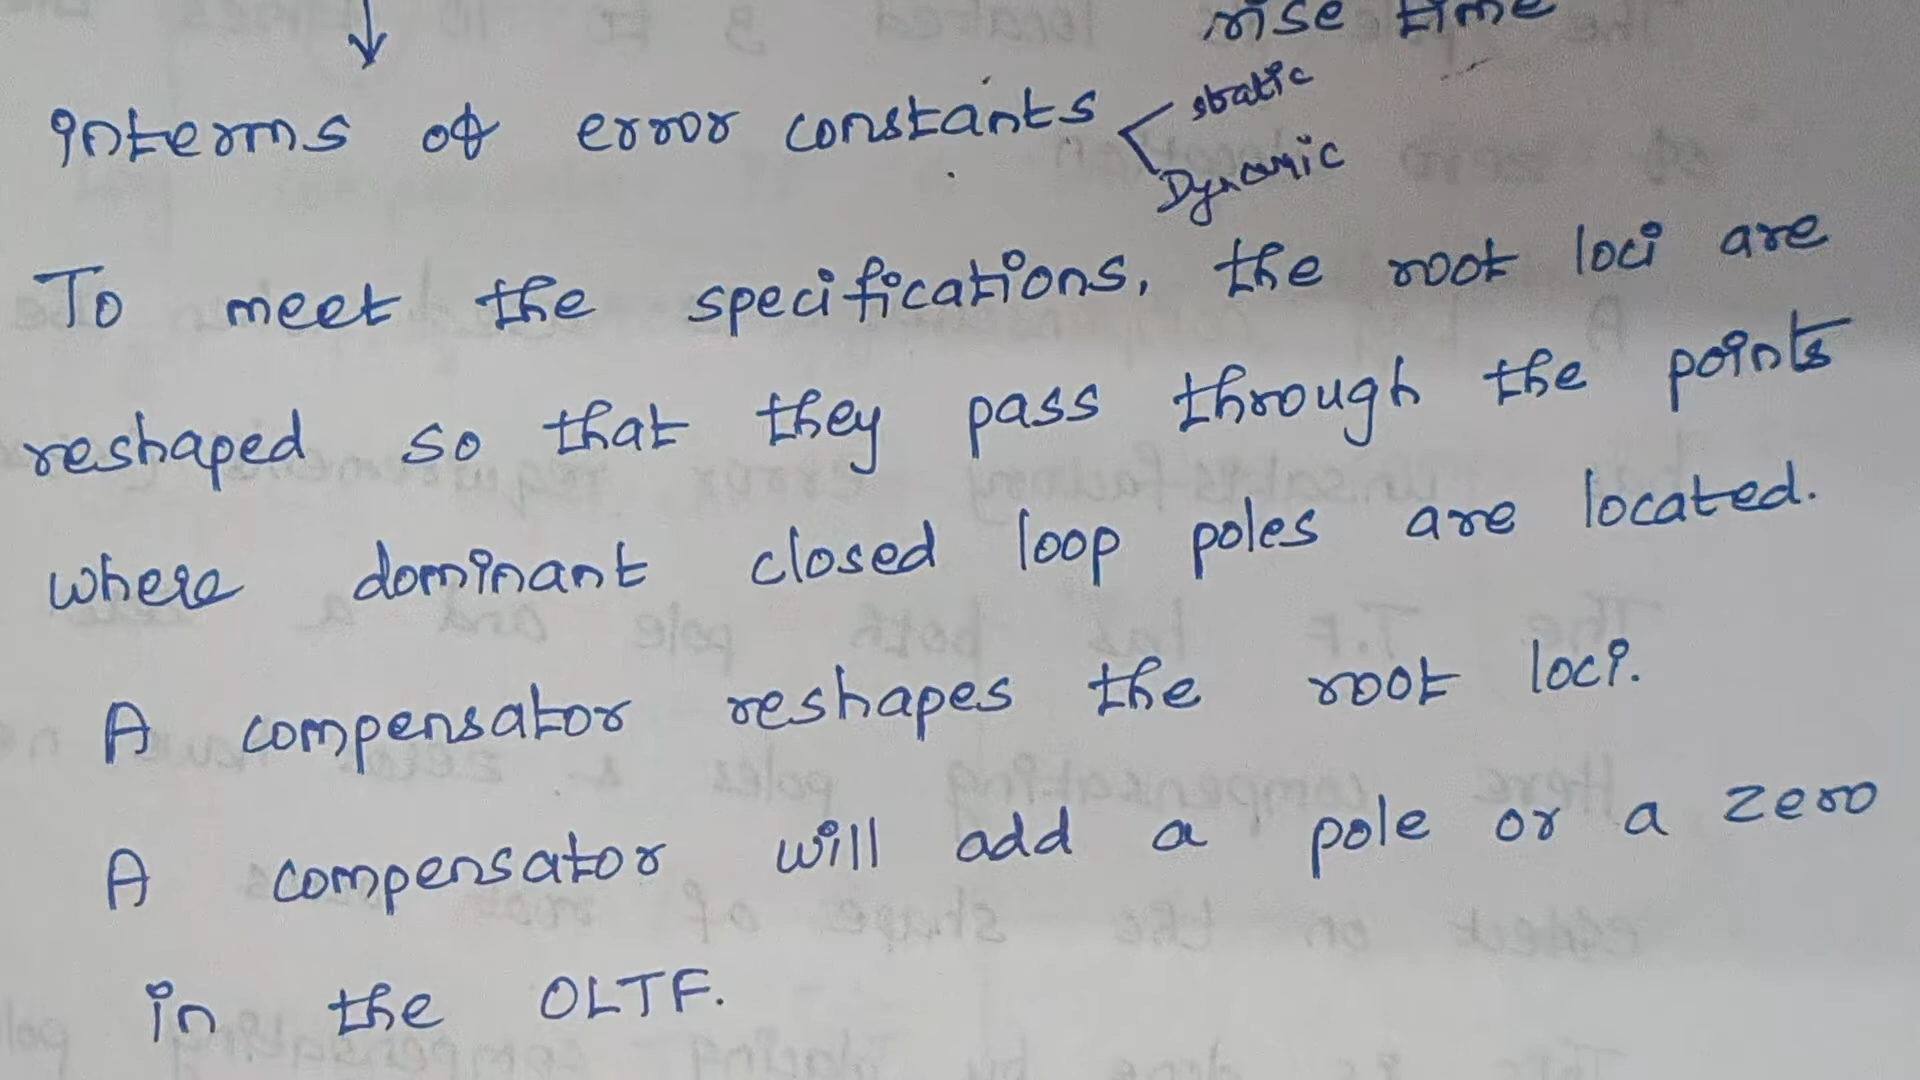 rise time
interms of error constants
static
Dynamic
To meet the specifications, the root loci are
reshaped so that they pass through the points
where dominant closed loop poles are located.
A compensator reshapes the root loci.
A compensator will add a pole or a zero
in the OLTF.